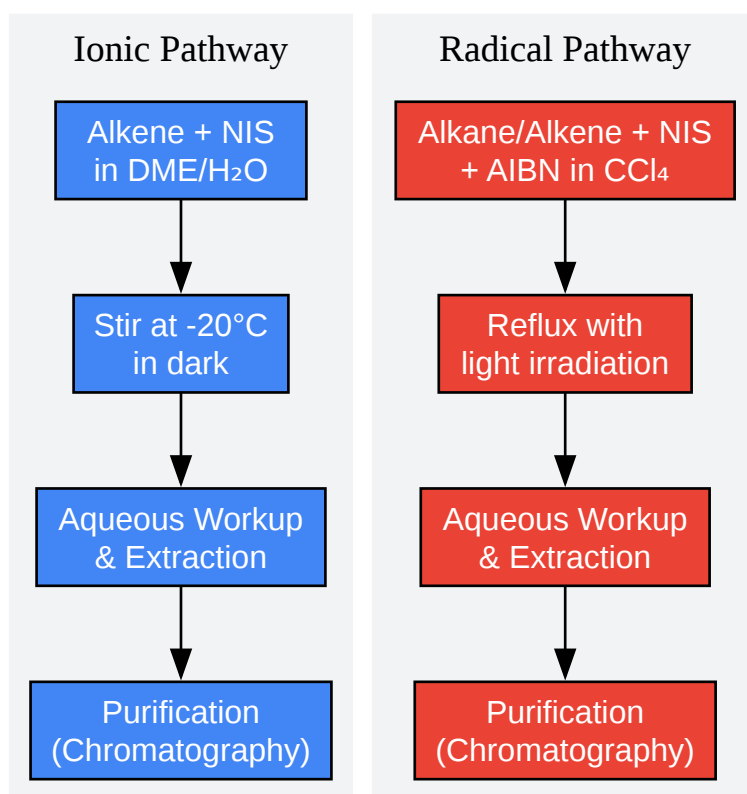 Ionic Pathway
Alkene + NIS
in DME/H₂O
Stir at -20°C
in dark
Aqueous Workup
& Extraction
Purification
(Chromatography)
Radical Pathway
Alkane/Alkene + NIS
+ AIBN in CCl₄
Reflux with
light irradiation
Aqueous Workup
& Extraction
Purification
(Chromatography)